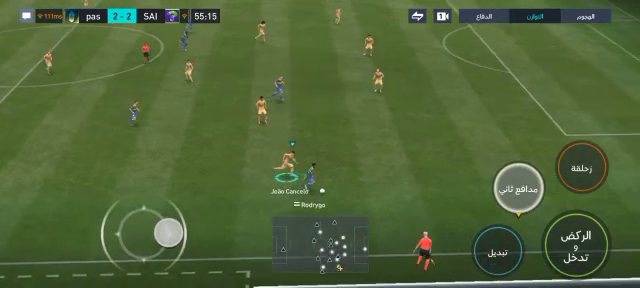 111ms pas 2 - 2 SAI 55:15
الدفاع التوازن الهجوم
زحلقة
مدافع ثاني
João Cancelo
Rodrygo
الركض
و
تدخل
تبديل